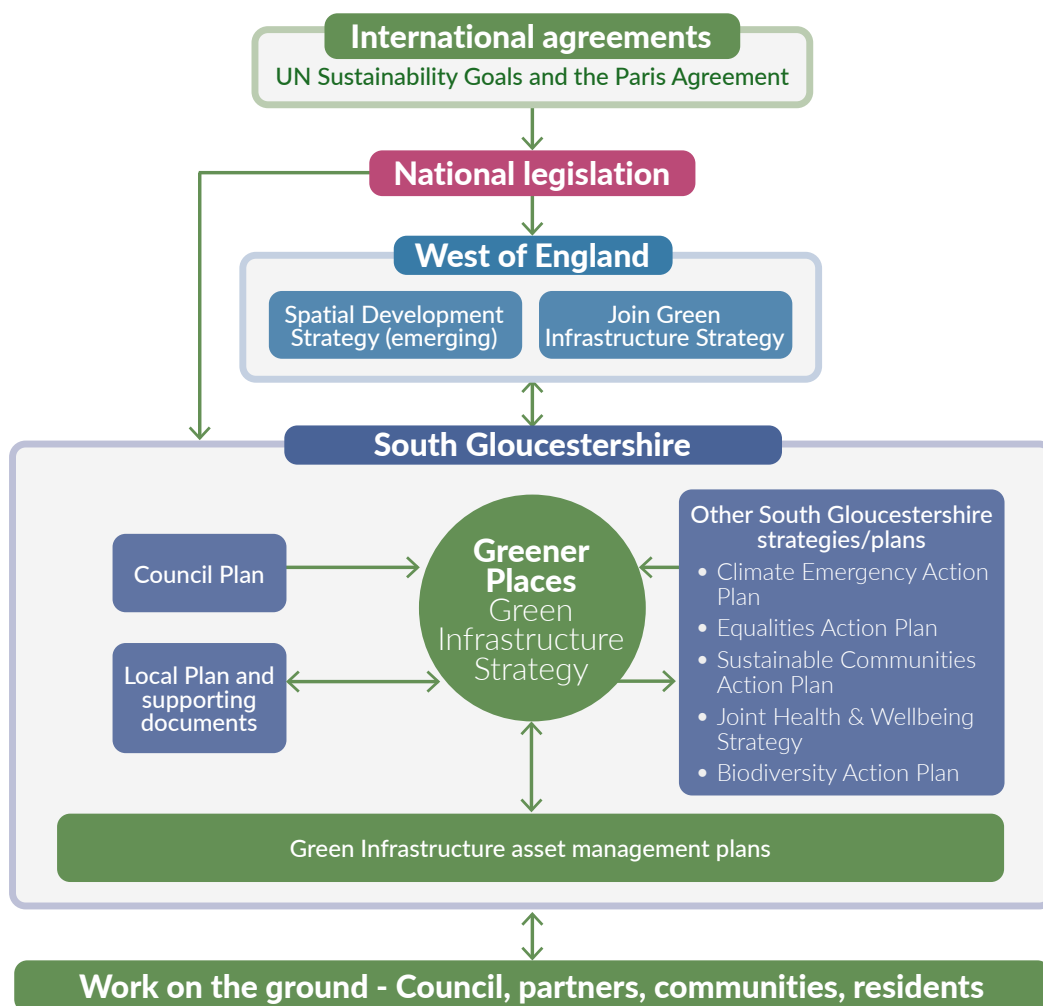 International agreements
UN Sustainability Goals and the Paris Agreement
National legislation
West of England
Spatial Development
Strategy (emerging)
Join Green
Infrastructure Strategy
South Gloucestershire
Council Plan
Local Plan and
supporting
documents
Greener
Places
Green
Infrastructure
Strategy
Other South Gloucestershire
strategies/plans
• Climate Emergency Action
Plan
• Equalities Action Plan
• Sustainable Communities
Action Plan
• Joint Health & Wellbeing
Strategy
• Biodiversity Action Plan
Green Infrastructure asset management plans
Work on the ground - Council, partners, communities, residents